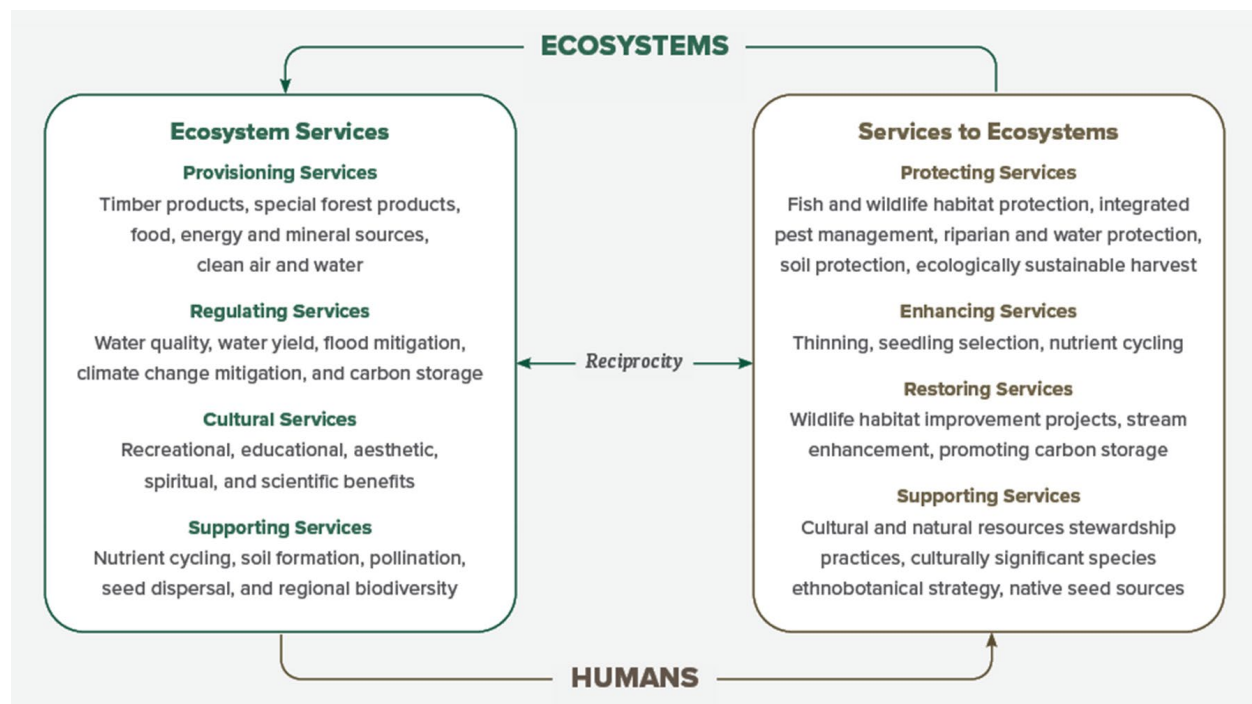 ECOSYSTEMS
Ecosystem Services
Provisioning Services
Timber products, special forest products,
food, energy and mineral sources,
clean air and water
Regulating Services
Water quality, water yield, flood mitigation,
climate change mitigation, and carbon storage
Cultural Services
Recreational, educational, aesthetic,
spiritual, and scientific benefits
Supporting Services
Nutrient cycling, soil formation, pollination,
seed dispersal, and regional biodiversity
Reciprocity
Services to Ecosystems
Protecting Services
Fish and wildlife habitat protection, integrated
pest management, riparian and water protection,
soil protection, ecologically sustainable harvest
Enhancing Services
Thinning, seedling selection, nutrient cycling
Restoring Services
Wildlife habitat improvement projects, stream
enhancement, promoting carbon storage
Supporting Services
Cultural and natural resources stewardship
practices, culturally significant species
ethnobotanical strategy, native seed sources
HUMANS